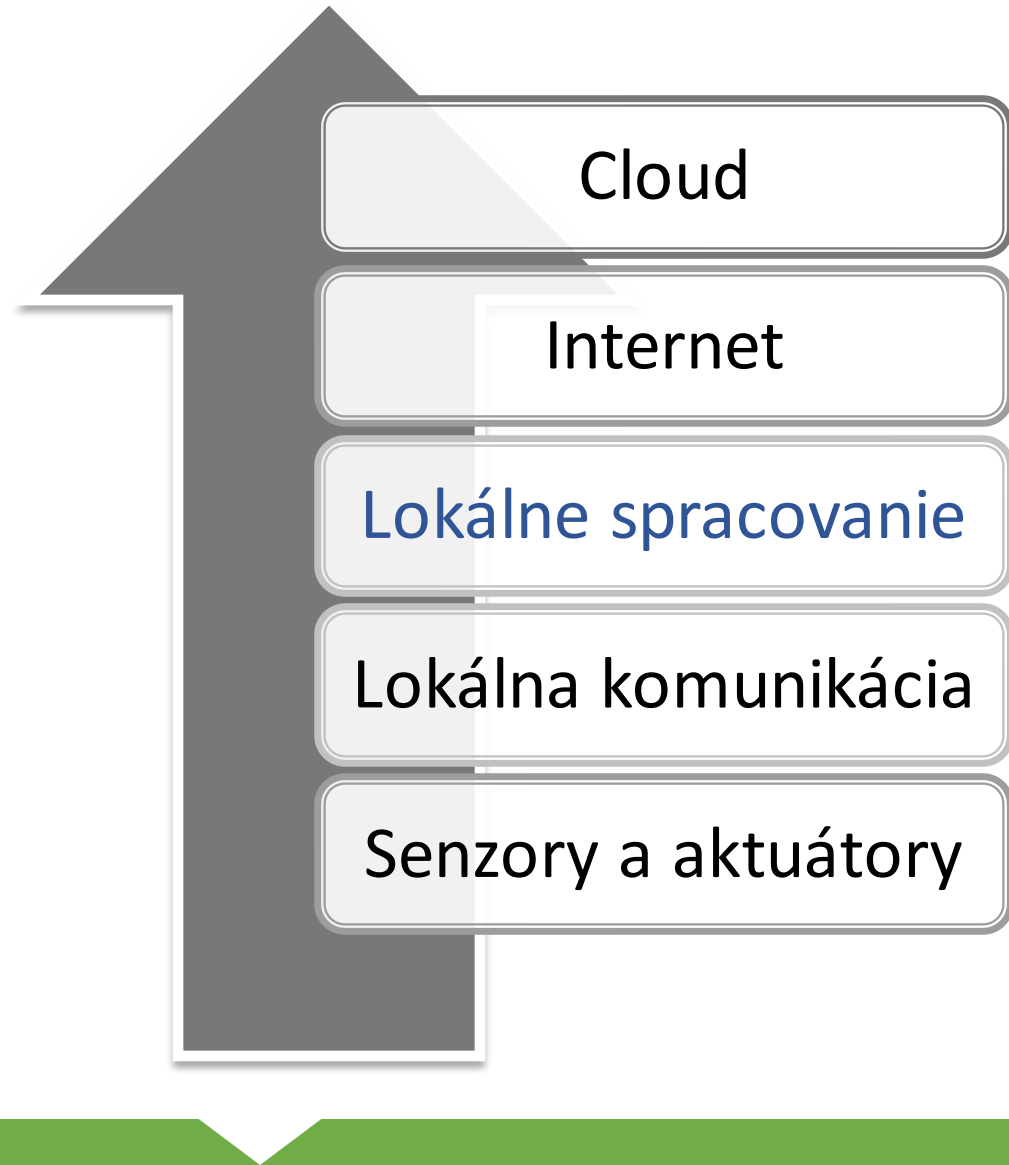 Cloud
Internet
Lokálne spracovanie
Lokálna komunikácia
Senzory a aktuátory